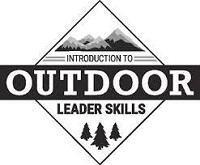 INTRODUCTION TO
OUTDOOR
LEADER SKILLS